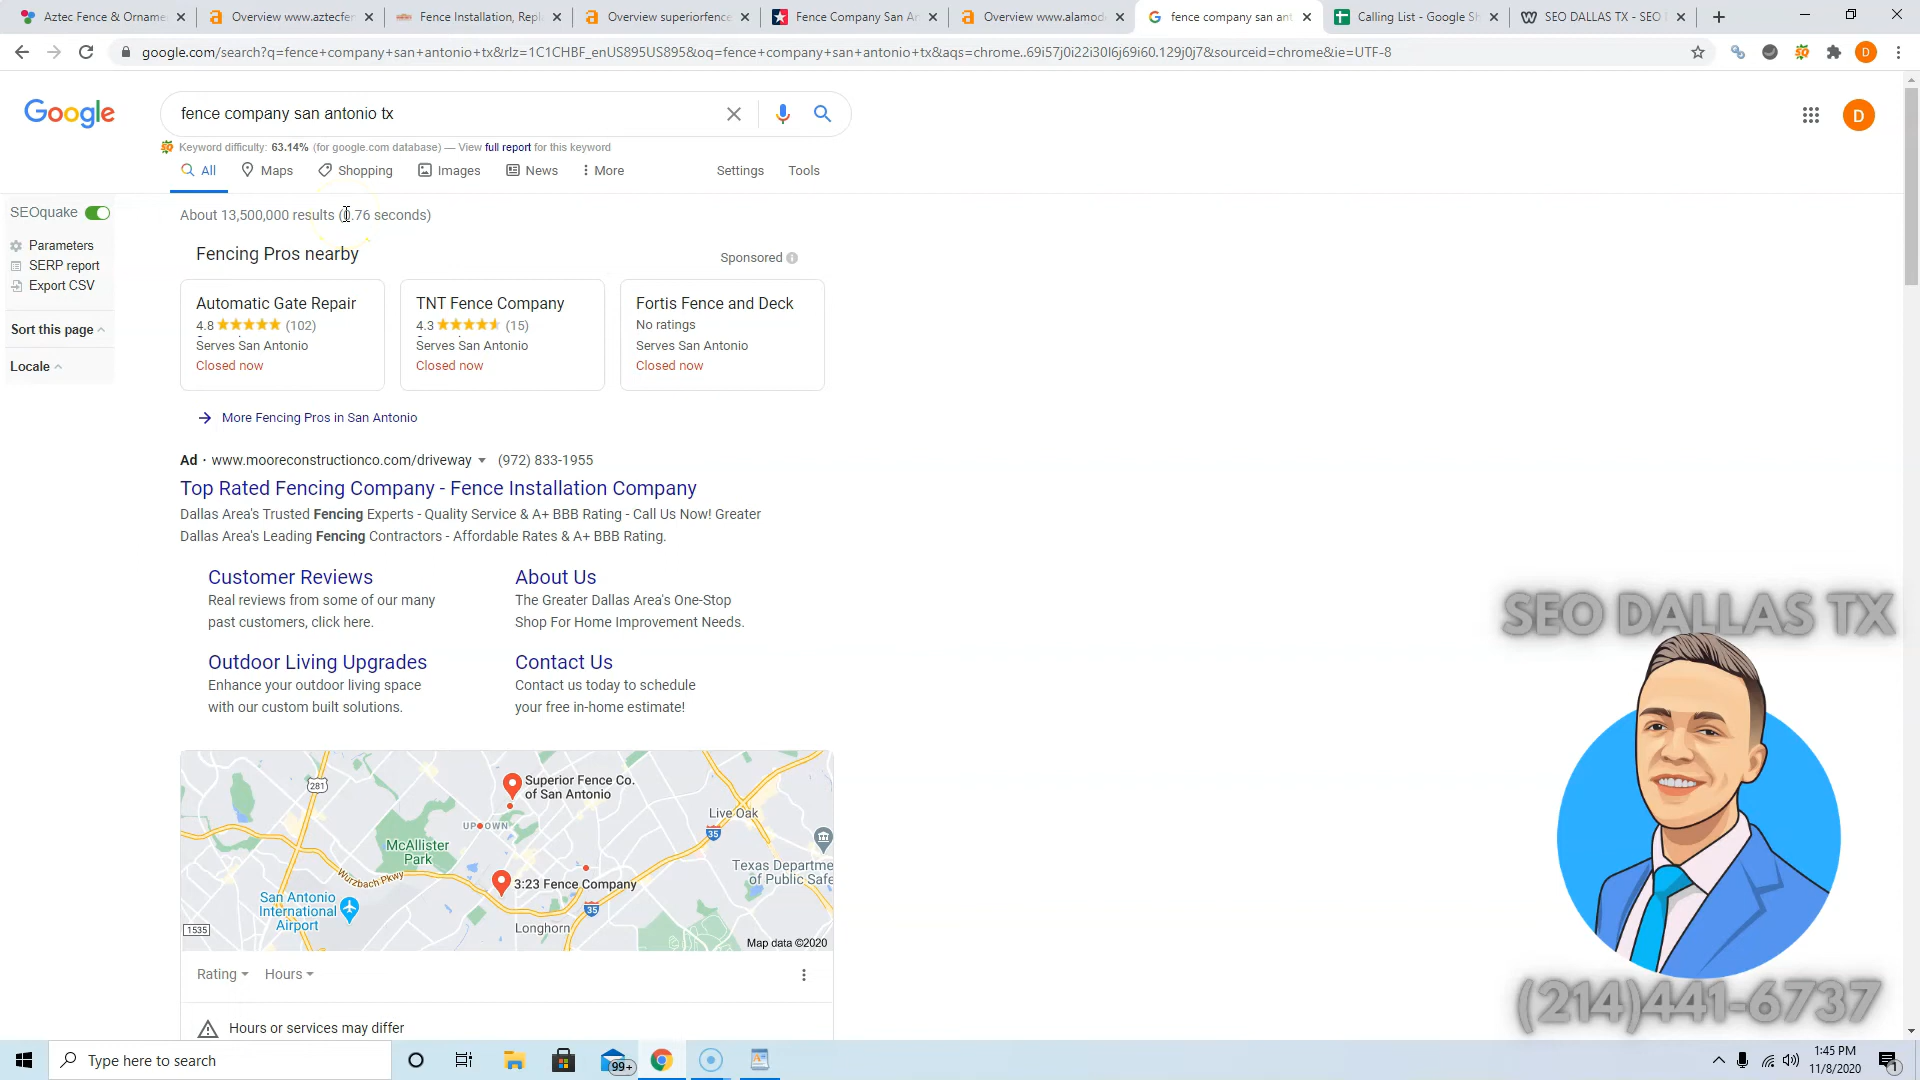 Aztec Fence & Orname
Overview www.aztecfen
Fence Installation, Repl
Overview superiorfence
Fence Company San An
Overview www.alamod
fence company san ant
Calling List - Google Sh
SEO DALLAS TX - SEO
google.com/search?q=fence+company+san+antonio+tx&rlz=1C1CHBF_enUS895US895&oq=fence+company+san+antonio+tx&aqs=chrome..69i57j0i22i30l6j69i60.129j0j7&sourceid=chrome&ie=UTF-8
D
Google
fence company san antonio tx
D
Keyword difficulty: 63.14% (for google.com database) — View full report for this keyword
All
Maps
Shopping
Images
News
More
Settings
Tools
SEOquake
Parameters
SERP report
Export CSV
Sort this page
Locale
About 13,500,000 results (0.76 seconds)
Fencing Pros nearby
Sponsored
Automatic Gate Repair
4.8 (102)
Serves San Antonio
Closed now
TNT Fence Company
4.3 (15)
Serves San Antonio
Closed now
Fortis Fence and Deck
No ratings
Serves San Antonio
Closed now
More Fencing Pros in San Antonio
Ad · www.mooreconstructionco.com/driveway (972) 833-1955
Top Rated Fencing Company - Fence Installation Company
Dallas Area's Trusted Fencing Experts - Quality Service & A+ BBB Rating - Call Us Now! Greater
Dallas Area's Leading Fencing Contractors - Affordable Rates & A+ BBB Rating.
Customer Reviews
Real reviews from some of our many
past customers, click here.
About Us
The Greater Dallas Area's One-Stop
Shop For Home Improvement Needs.
Outdoor Living Upgrades
Enhance your outdoor living space
with our custom built solutions.
Contact Us
Contact us today to schedule
your free in-home estimate!
281
Superior Fence Co.
of San Antonio
UPTOWN
Live Oak
35
McAllister
Park
Texas Departme
of Public Safe
Wurzbach Pkwy
3:23 Fence Company
San Antonio
International
Airport
35
1535
Longhorn
Map data ©2020
Rating
Hours
Hours or services may differ
SEO DALLAS TX
(214)441-6737
Type here to search
99+
1:45 PM
11/8/2020
1